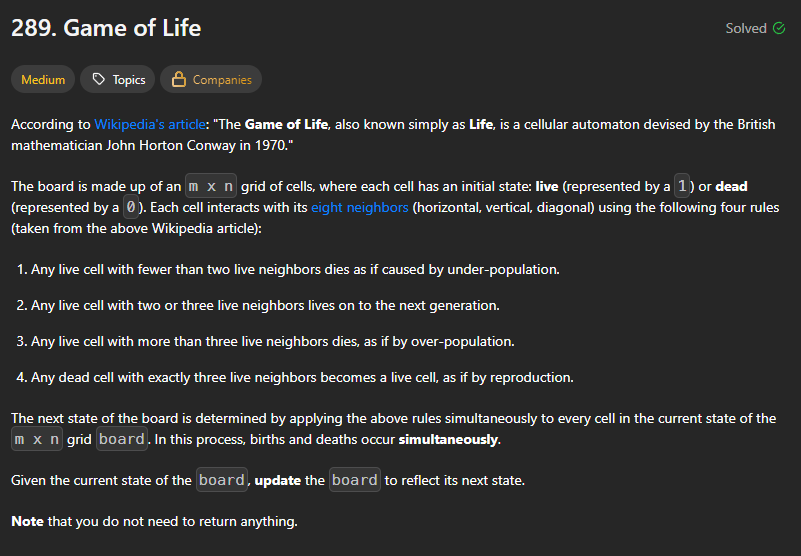 289. Game of Life
Solved
Medium
Topics
Companies
According to Wikipedia's article: "The Game of Life, also known simply as Life, is a cellular automaton devised by the British
mathematician John Horton Conway in 1970."
The board is made up of an m x n grid of cells, where each cell has an initial state: live (represented by a 1) or dead
(represented by a 0). Each cell interacts with its eight neighbors (horizontal, vertical, diagonal) using the following four rules
(taken from the above Wikipedia article):
1. Any live cell with fewer than two live neighbors dies as if caused by under-population.
2. Any live cell with two or three live neighbors lives on to the next generation.
3. Any live cell with more than three live neighbors dies, as if by over-population.
4. Any dead cell with exactly three live neighbors becomes a live cell, as if by reproduction.
The next state of the board is determined by applying the above rules simultaneously to every cell in the current state of the
m x n grid board. In this process, births and deaths occur simultaneously.
Given the current state of the board, update the board to reflect its next state.
Note that you do not need to return anything.